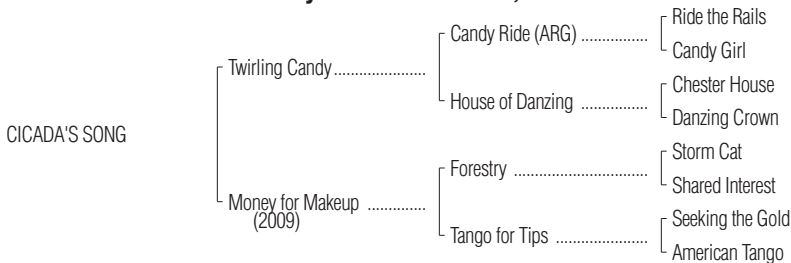 Ride the Rails
Candy Ride (ARG) ................
Candy Girl
Twirling Candy......................
Chester House
House of Danzing ................
Danzing Crown
CICADA'S SONG
Storm Cat
Forestry ................................
Shared Interest
Money for Makeup ..............
(2009)
Seeking the Gold
Tango for Tips ......................
American Tango